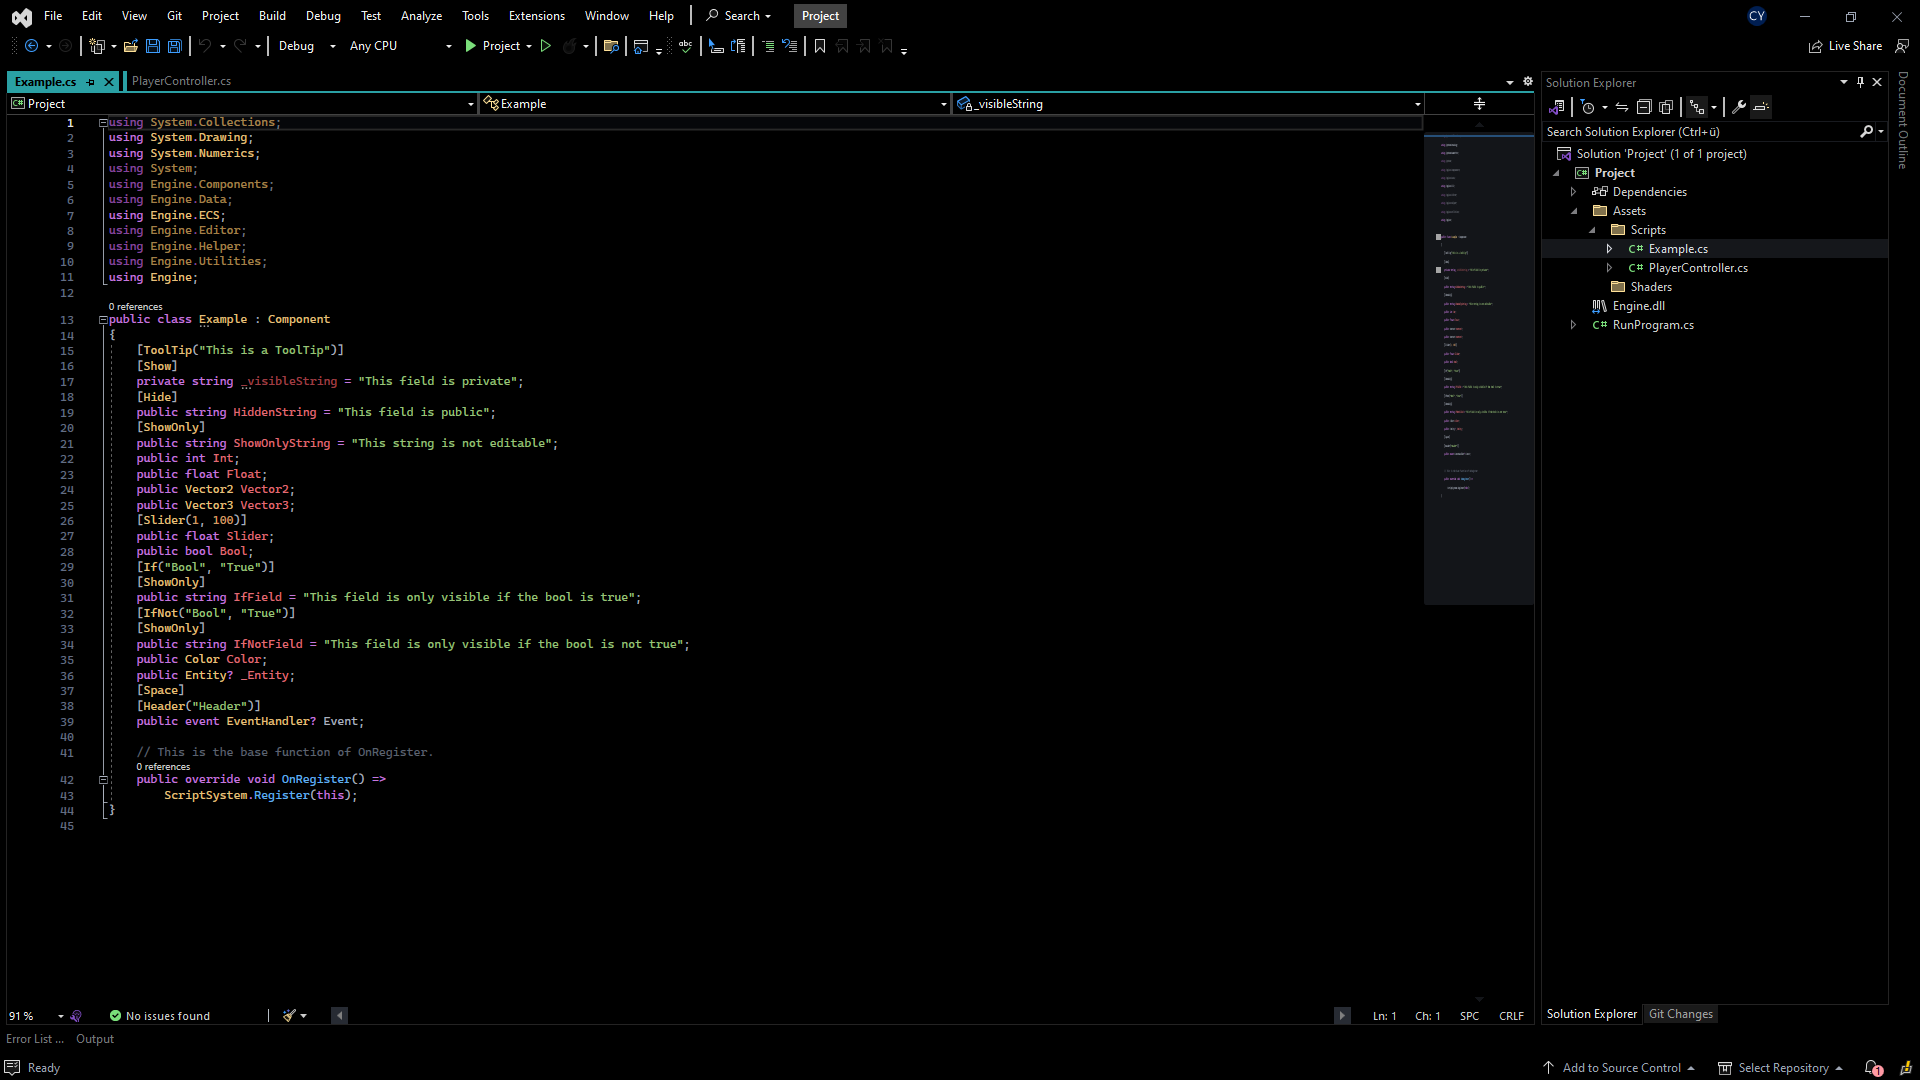 File Edit View Git Project Build Debug Test Analyze Tools Extensions Window Help Search Project CY
Debug Any CPU Project abc Live Share
Example.cs PlayerController.cs
Project Example _visibleString
1 using System.Collections;
2 using System.Drawing;
3 using System.Numerics;
4 using System;
5 using Engine.Components;
6 using Engine.Data;
7 using Engine.ECS;
8 using Engine.Editor;
9 using Engine.Helper;
10 using Engine.Utilities;
11 using Engine;
12
0 references
13 public class Example : Component
14 {
15 [ToolTip("This is a ToolTip")]
16 [Show]
17 private string _visibleString = "This field is private";
18 [Hide]
19 public string HiddenString = "This field is public";
20 [ShowOnly]
21 public string ShowOnlyString = "This string is not editable";
22 public int Int;
23 public float Float;
24 public Vector2 Vector2;
25 public Vector3 Vector3;
26 [Slider(1, 100)]
27 public float Slider;
28 public bool Bool;
29 [If("Bool", "True")]
30 [ShowOnly]
31 public string IfField = "This field is only visible if the bool is true";
32 [IfNot("Bool", "True")]
33 [ShowOnly]
34 public string IfNotField = "This field is only visible if the bool is not true";
35 public Color Color;
36 public Entity? _Entity;
37 [Space]
38 [Header("Header")]
39 public event EventHandler? Event;
40
41 // This is the base function of OnRegister.
0 references
42 public override void OnRegister() =>
43 ScriptSystem.Register(this);
44 }
45
91 % No issues found Ln: 1 Ch: 1 SPC CRLF
Error List ... Output
Solution Explorer
Search Solution Explorer (Ctrl+ü)
Solution 'Project' (1 of 1 project)
C# Project
Dependencies
Assets
Scripts
C# Example.cs
C# PlayerController.cs
Shaders
Engine.dll
C# RunProgram.cs
Solution Explorer Git Changes
Document Outline
Ready Add to Source Control Select Repository 1